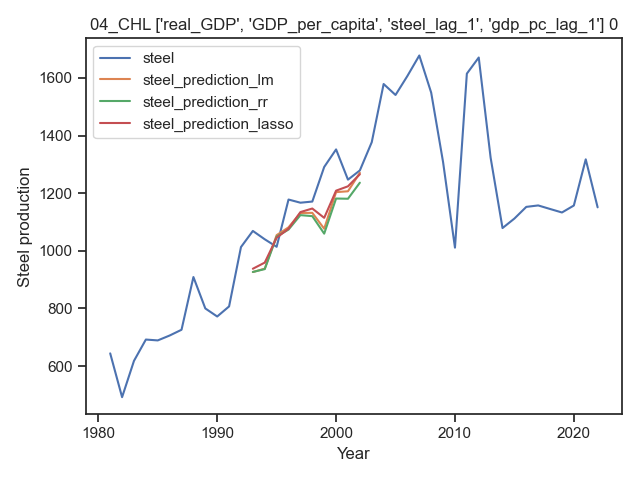 04_CHL ['real_GDP', 'GDP_per_capita', 'steel_lag_1', 'gdp_pc_lag_1'] 0
steel
steel_prediction_lm
steel_prediction_rr
steel_prediction_lasso
Steel production
1600
1400
1200
1000
800
600
1980
1990
2000
2010
2020
Year